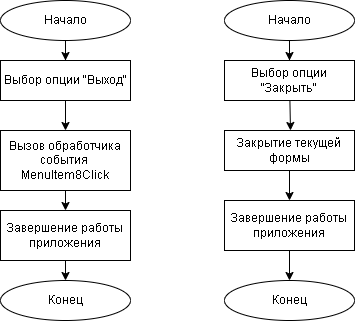 Начало
Выбор опции "Выход"
Вызов обработчика
события
MenuItem8Click
Завершение работы
приложения
Конец
Начало
Выбор опции
"Закрыть"
Закрытие текущей
формы
Завершение работы
приложения
Конец